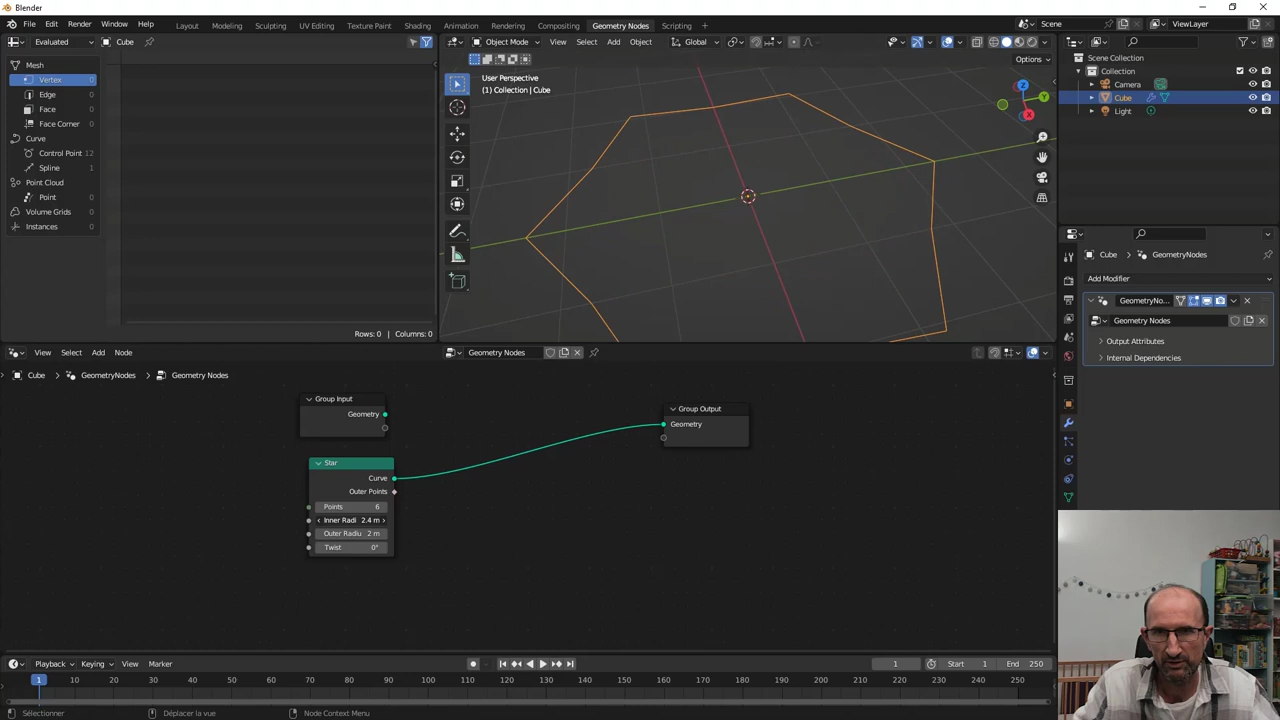 Blender
File Edit Render Window Help Layout Modeling Sculpting UV Editing Texture Paint Shading Animation Rendering Compositing Geometry Nodes Scripting + Scene ViewLayer
Evaluated Cube Object Mode View Select Add Object Global
Options
Mesh
Vertex 0
Edge 0
Face 0
Face Corner 0
Curve
Control Point 12
Spline 1
Point Cloud
Point 0
Volume Grids 0
Instances 0
Rows: 0 | Columns: 0
User Perspective
(1) Collection | Cube
Z
Y
X
Scene Collection
Collection
Camera
Cube
Light
Cube GeometryNodes
Add Modifier
GeometryNo...
Geometry Nodes
Output Attributes
Internal Dependencies
View Select Add Node Geometry Nodes
Cube GeometryNodes Geometry Nodes
Group Input
Geometry
Group Output
Geometry
Star
Curve
Outer Points
Points 6
Inner Radi 2.4 m
Outer Radiu 2 m
Twist 0°
Playback Keying View Marker 1 Start 1 End 250
1 10 20 30 40 50 60 70 80 90 100 110 120 130 140 150 160 170 180 190 200 210 220 230 240 250
Sélectionner Déplacer la vue Node Context Menu